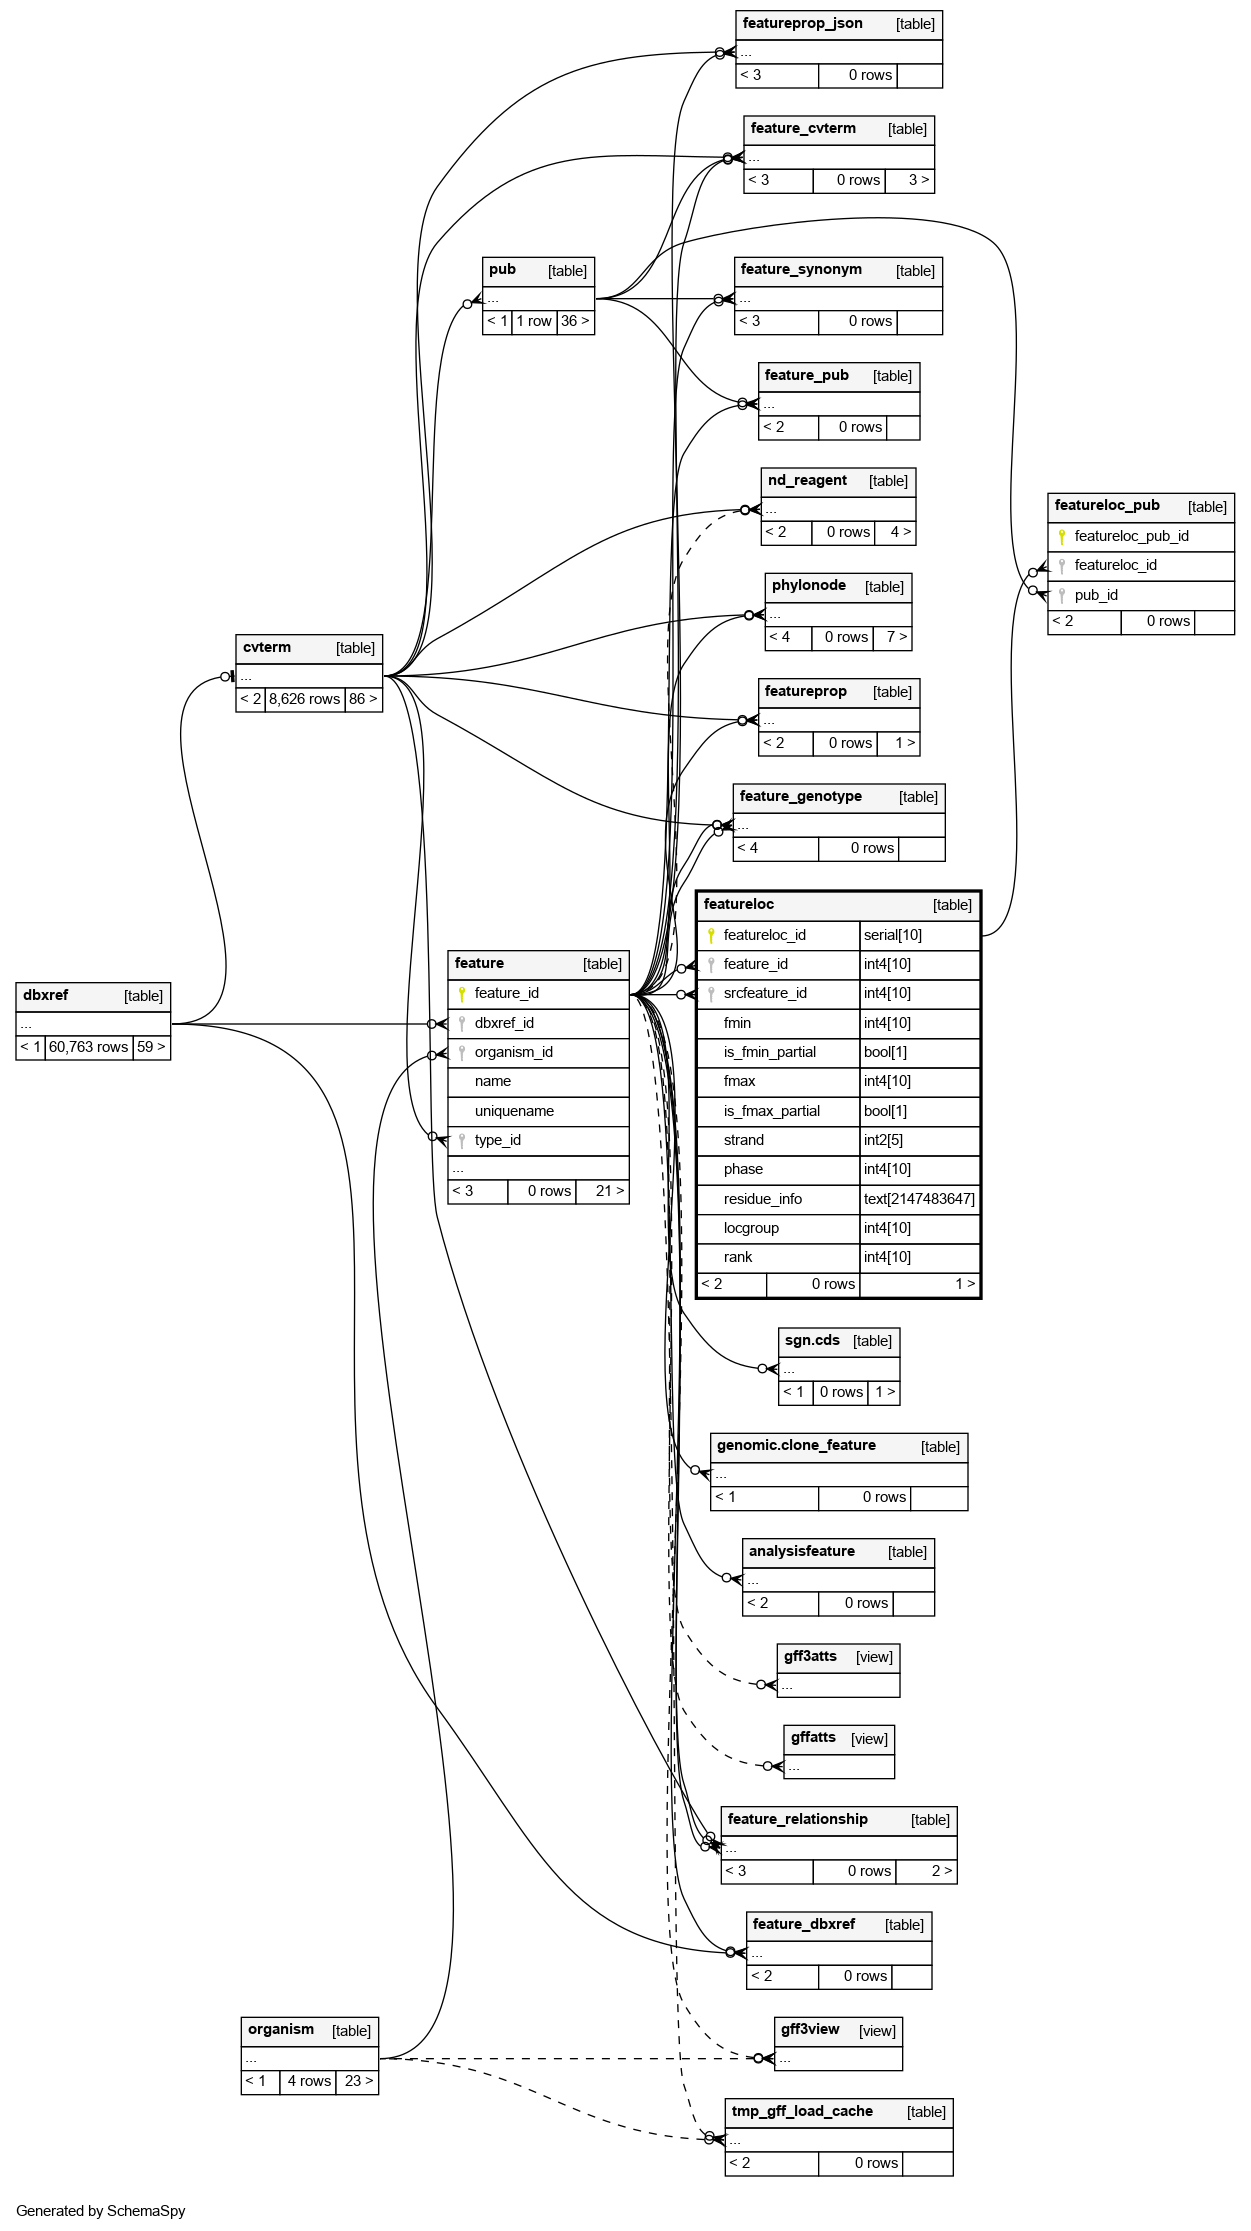 featureprop_json [table]
...
< 3 0 rows
feature_cvterm [table]
...
< 3 0 rows 3 >
pub [table]
...
< 1 1 row 36 >
feature_synonym [table]
...
< 3 0 rows
feature_pub [table]
...
< 2 0 rows
nd_reagent [table]
...
< 2 0 rows 4 >
featureloc_pub [table]
featureloc_pub_id
featureloc_id
pub_id
< 2 0 rows
phylonode [table]
...
< 4 0 rows 7 >
cvterm [table]
...
< 2 8,626 rows 86 >
featureprop [table]
...
< 2 0 rows 1 >
feature_genotype [table]
...
< 4 0 rows
dbxref [table]
...
< 1 60,763 rows 59 >
feature [table]
feature_id
dbxref_id
organism_id
name
uniquename
type_id
...
< 3 0 rows 21 >
featureloc [table]
featureloc_id serial[10]
feature_id int4[10]
srcfeature_id int4[10]
fmin int4[10]
is_fmin_partial bool[1]
fmax int4[10]
is_fmax_partial bool[1]
strand int2[5]
phase int4[10]
residue_info text[2147483647]
locgroup int4[10]
rank int4[10]
< 2 0 rows 1 >
sgn.cds [table]
...
< 1 0 rows 1 >
genomic.clone_feature [table]
...
< 1 0 rows
analysisfeature [table]
...
< 2 0 rows
gff3atts [view]
...
gffatts [view]
...
feature_relationship [table]
...
< 3 0 rows 2 >
feature_dbxref [table]
...
< 2 0 rows
organism [table]
...
< 1 4 rows 23 >
gff3view [view]
...
tmp_gff_load_cache [table]
...
< 2 0 rows
Generated by SchemaSpy